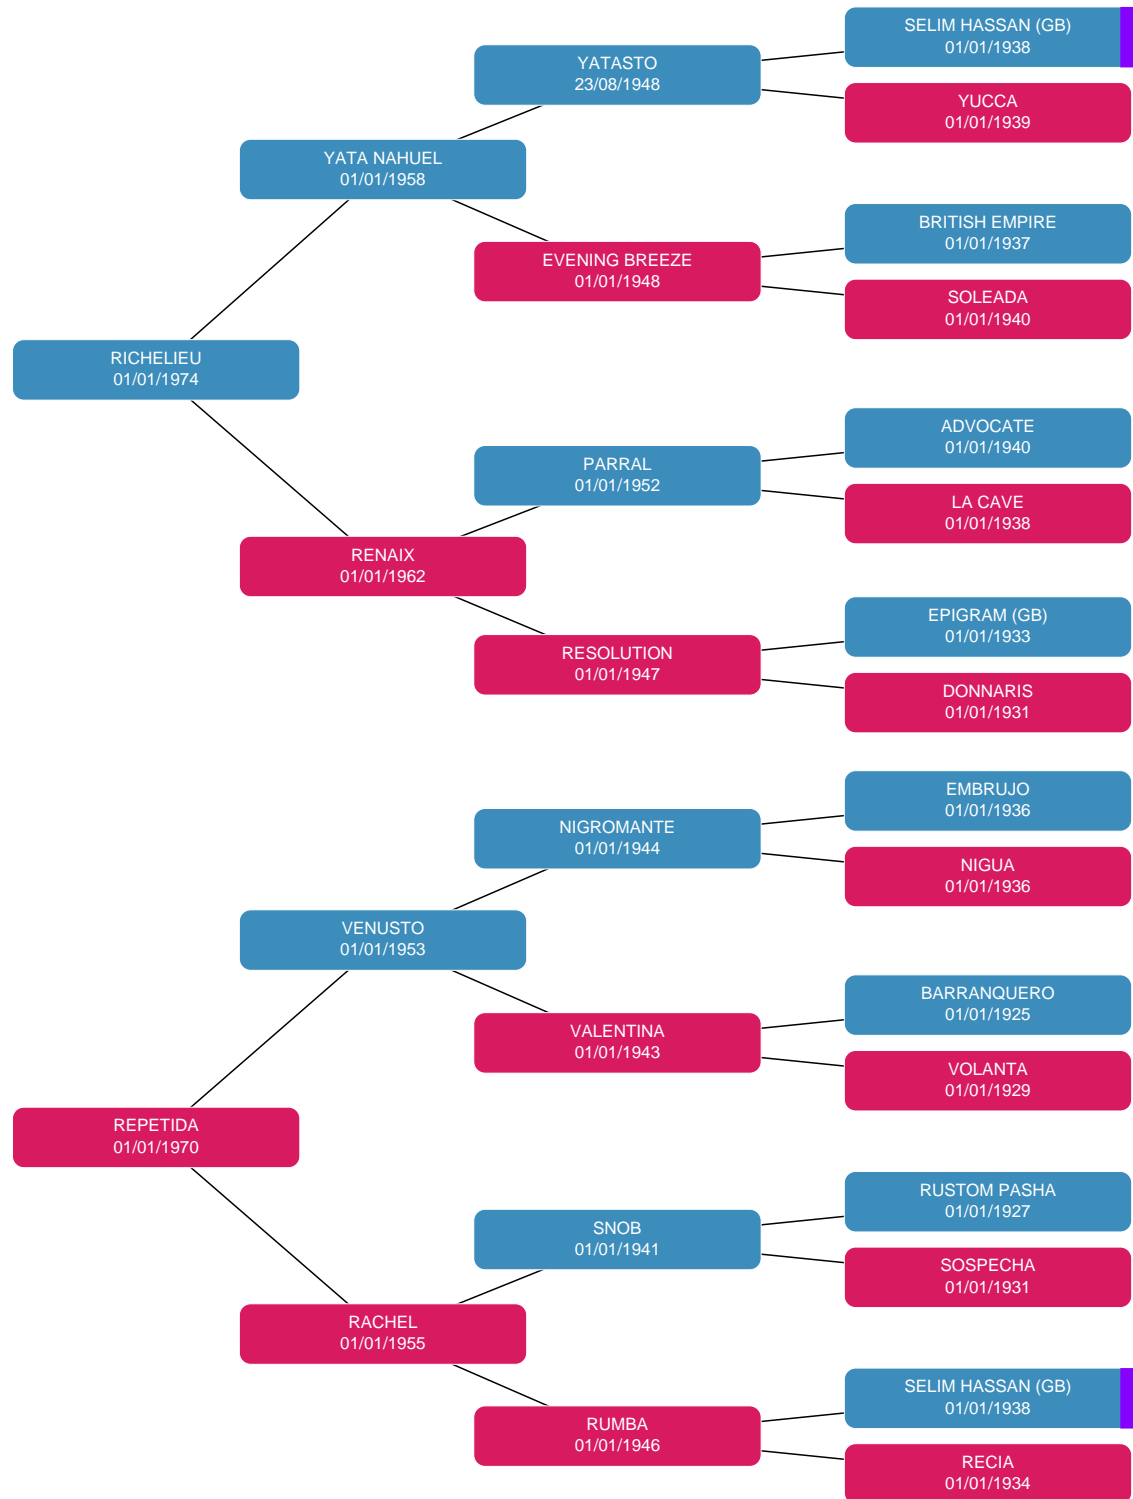 SELIM HASSAN (GB)
01/01/1938
YATASTO
23/08/1948
YUCCA
01/01/1939
YATA NAHUEL
01/01/1958
BRITISH EMPIRE
01/01/1937
EVENING BREEZE
01/01/1948
SOLEADA
01/01/1940
RICHELIEU
01/01/1974
ADVOCATE
01/01/1940
PARRAL
01/01/1952
LA CAVE
01/01/1938
RENAIX
01/01/1962
EPIGRAM (GB)
01/01/1933
RESOLUTION
01/01/1947
DONNARIS
01/01/1931
EMBRUJO
01/01/1936
NIGROMANTE
01/01/1944
NIGUA
01/01/1936
VENUSTO
01/01/1953
BARRANQUERO
01/01/1925
VALENTINA
01/01/1943
VOLANTA
01/01/1929
REPETIDA
01/01/1970
RUSTOM PASHA
01/01/1927
SNOB
01/01/1941
SOSPECHA
01/01/1931
RACHEL
01/01/1955
SELIM HASSAN (GB)
01/01/1938
RUMBA
01/01/1946
RECIA
01/01/1934